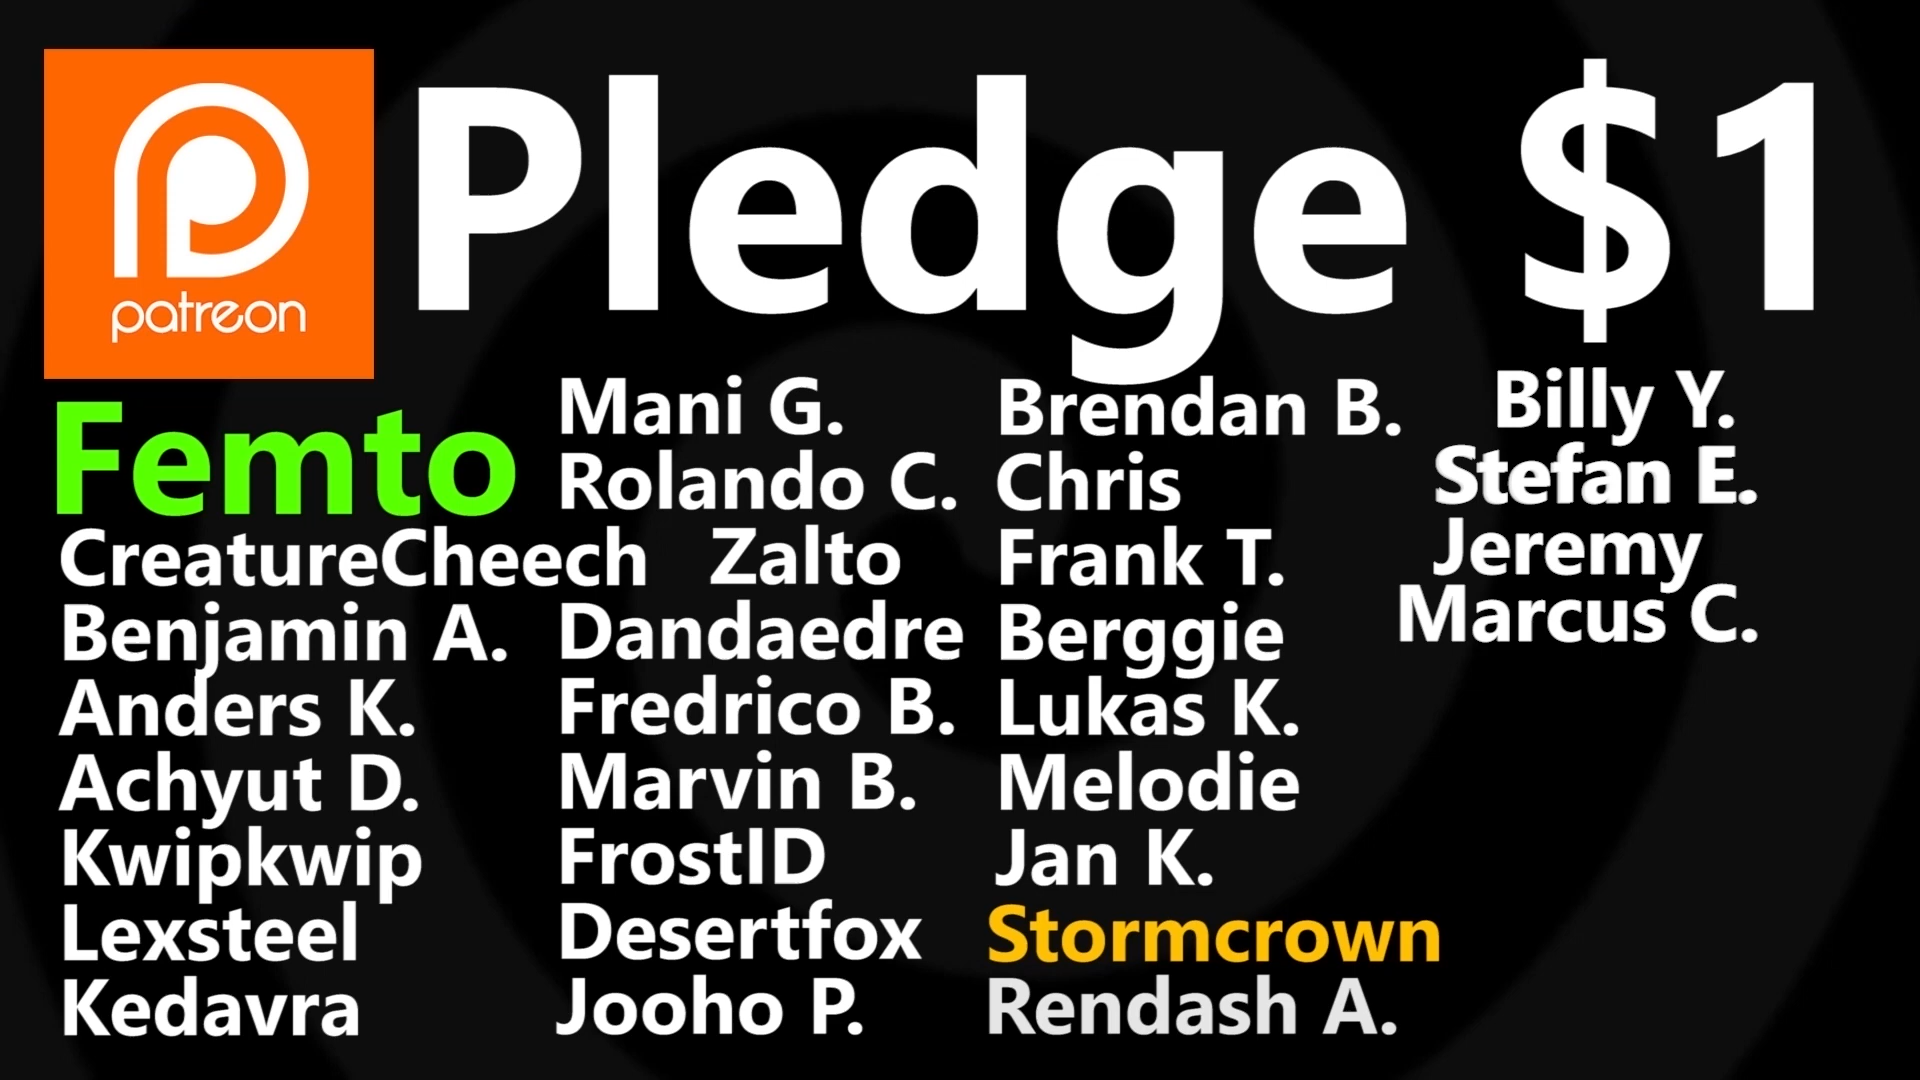 patreon
Pledge $1
Femto
CreatureCheech
Benjamin A.
Anders K.
Achyut D.
Kwipkwip
Lexsteel
Kedavra
Mani G.
Rolando C.
Zalto
Dandaedre
Fredrico B.
Marvin B.
FrostID
Desertfox
Jooho P.
Brendan B.
Chris
Frank T.
Berggie
Lukas K.
Melodie
Jan K.
Stormcrown
Rendash A.
Billy Y.
Stefan E.
Jeremy
Marcus C.